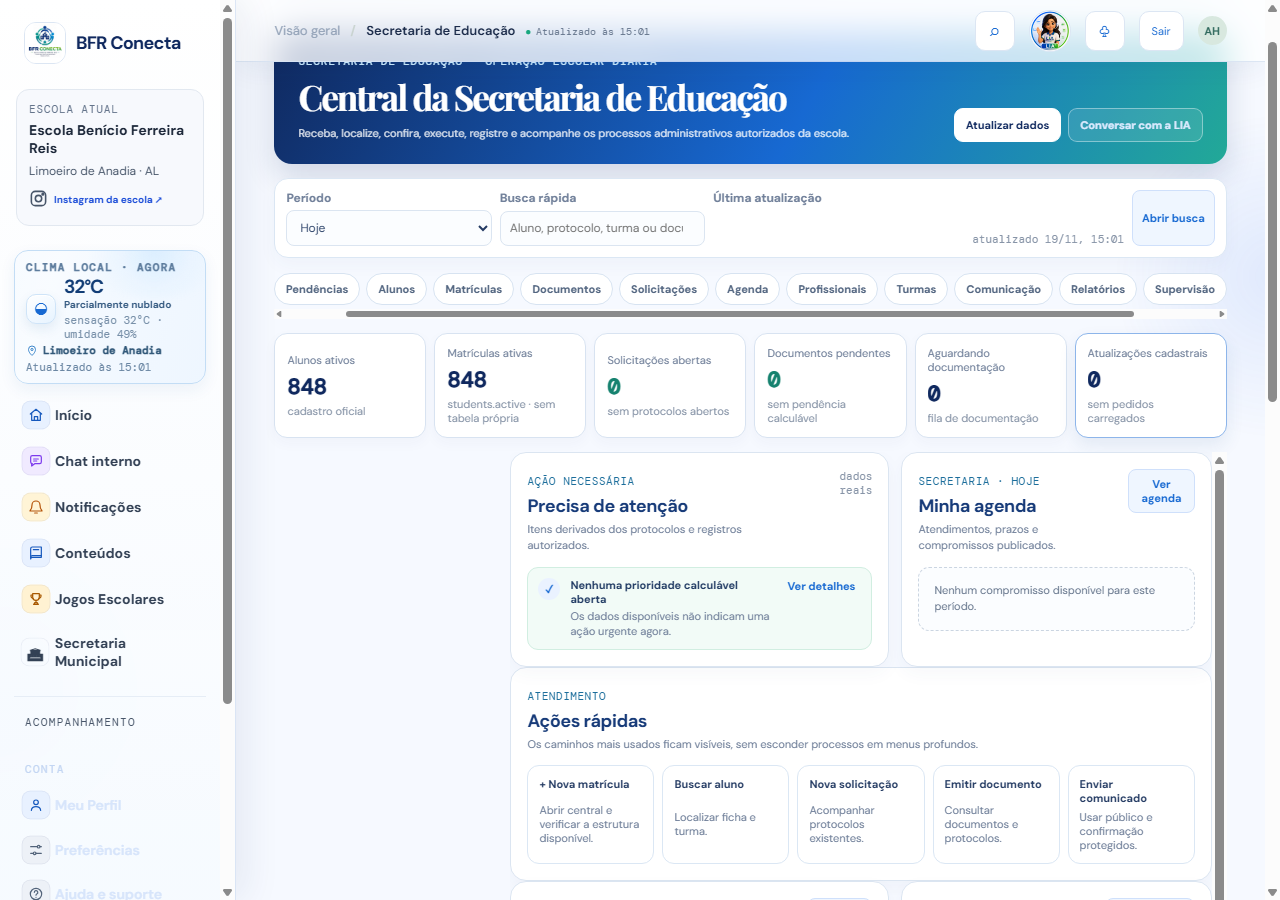 BFR CONECTA
BFR Conecta
ESCOLA ATUAL
Escola Benício Ferreira
Reis
Limoeiro de Anadia · AL
Instagram da escola ↗
CLIMA LOCAL · AGORA
32°C
Parcialmente nublado
sensação 32°C ·
umidade 49%
Limoeiro de Anadia
Atualizado às 15:01
Início
Chat interno
Notificações
Conteúdos
Jogos Escolares
Secretaria
Municipal
ACOMPANHAMENTO
CONTA
Meu Perfil
Preferências
Ajuda e suporte
Visão geral / Secretaria de Educação • Atualizado às 15:01
LIA
Sair
AH
SECRETARIA DE EDUCAÇÃO · OPERAÇÃO ESCOLAR DIÁRIA
Central da Secretaria de Educação
Receba, localize, confira, execute, registre e acompanhe os processos administrativos autorizados da escola.
Atualizar dados
Conversar com a LIA
Período
Hoje
Busca rápida
Aluno, protocolo, turma ou docu
Última atualização
atualizado 19/11, 15:01
Abrir busca
Pendências
Alunos
Matrículas
Documentos
Solicitações
Agenda
Profissionais
Turmas
Comunicação
Relatórios
Supervisão
Alunos ativos
848
cadastro oficial
Matrículas ativas
848
students.active · sem
tabela própria
Solicitações abertas
0
sem protocolos abertos
Documentos pendentes
0
sem pendência
calculável
Aguardando
documentação
0
fila de documentação
Atualizações cadastrais
0
sem pedidos
carregados
AÇÃO NECESSÁRIA
Precisa de atenção
Itens derivados dos protocolos e registros
autorizados.
dados
reais
✓
Nenhuma prioridade calculável
aberta
Os dados disponíveis não indicam uma
ação urgente agora.
Ver detalhes
SECRETARIA · HOJE
Minha agenda
Atendimentos, prazos e
compromissos publicados.
Ver
agenda
Nenhum compromisso disponível para este
período.
ATENDIMENTO
Ações rápidas
Os caminhos mais usados ficam visíveis, sem esconder processos em menus profundos.
+ Nova matrícula
Abrir central e
verificar a estrutura
disponível.
Buscar aluno
Localizar ficha e
turma.
Nova solicitação
Acompanhar
protocolos
existentes.
Emitir documento
Consultar
documentos e
protocolos.
Enviar
comunicado
Usar público e
confirmação
protegidos.